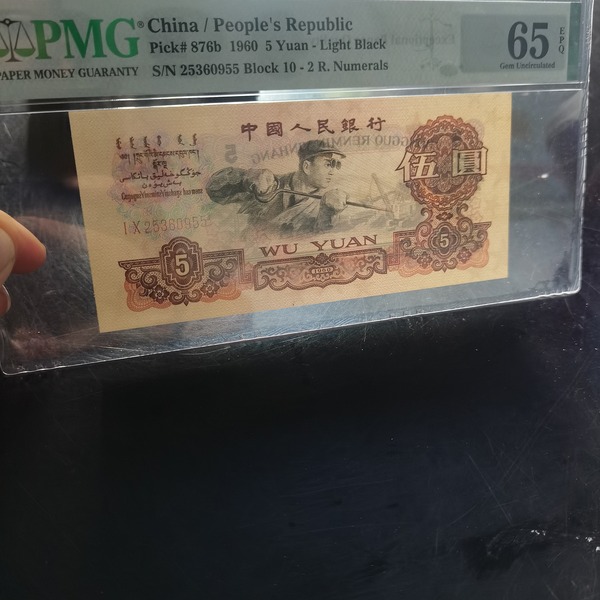 PMG®
PAPER MONEY GUARANTY
China / People's Republic
Pick# 876b 1960 5 Yuan - Light Black
S/N 25360955 Block 10 - 2 R. Numerals
65
EPQ
Gem Uncirculated
中國人民銀行
伍圓
I X 25360955
WU YUAN
5
1960
5